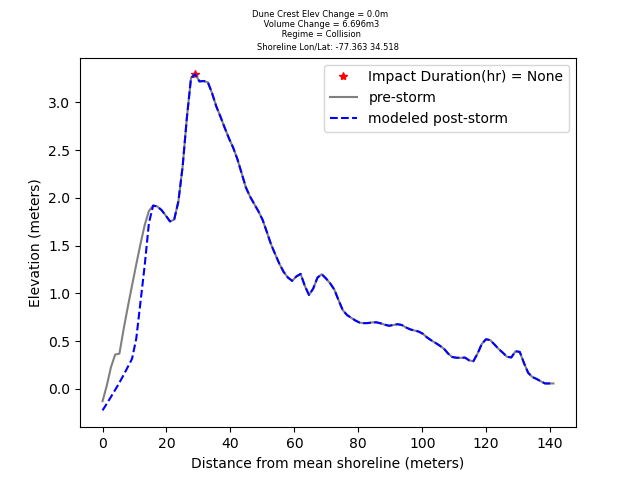 Dune Crest Elev Change = 0.0m
Volume Change = 6.696m3
Regime = Collision
Shoreline Lon/Lat: -77.363 34.518
Impact Duration(hr) = None
pre-storm
modeled post-storm
Elevation (meters)
3.0
2.5
2.0
1.5
1.0
0.5
0.0
0 20 40 60 80 100 120 140
Distance from mean shoreline (meters)